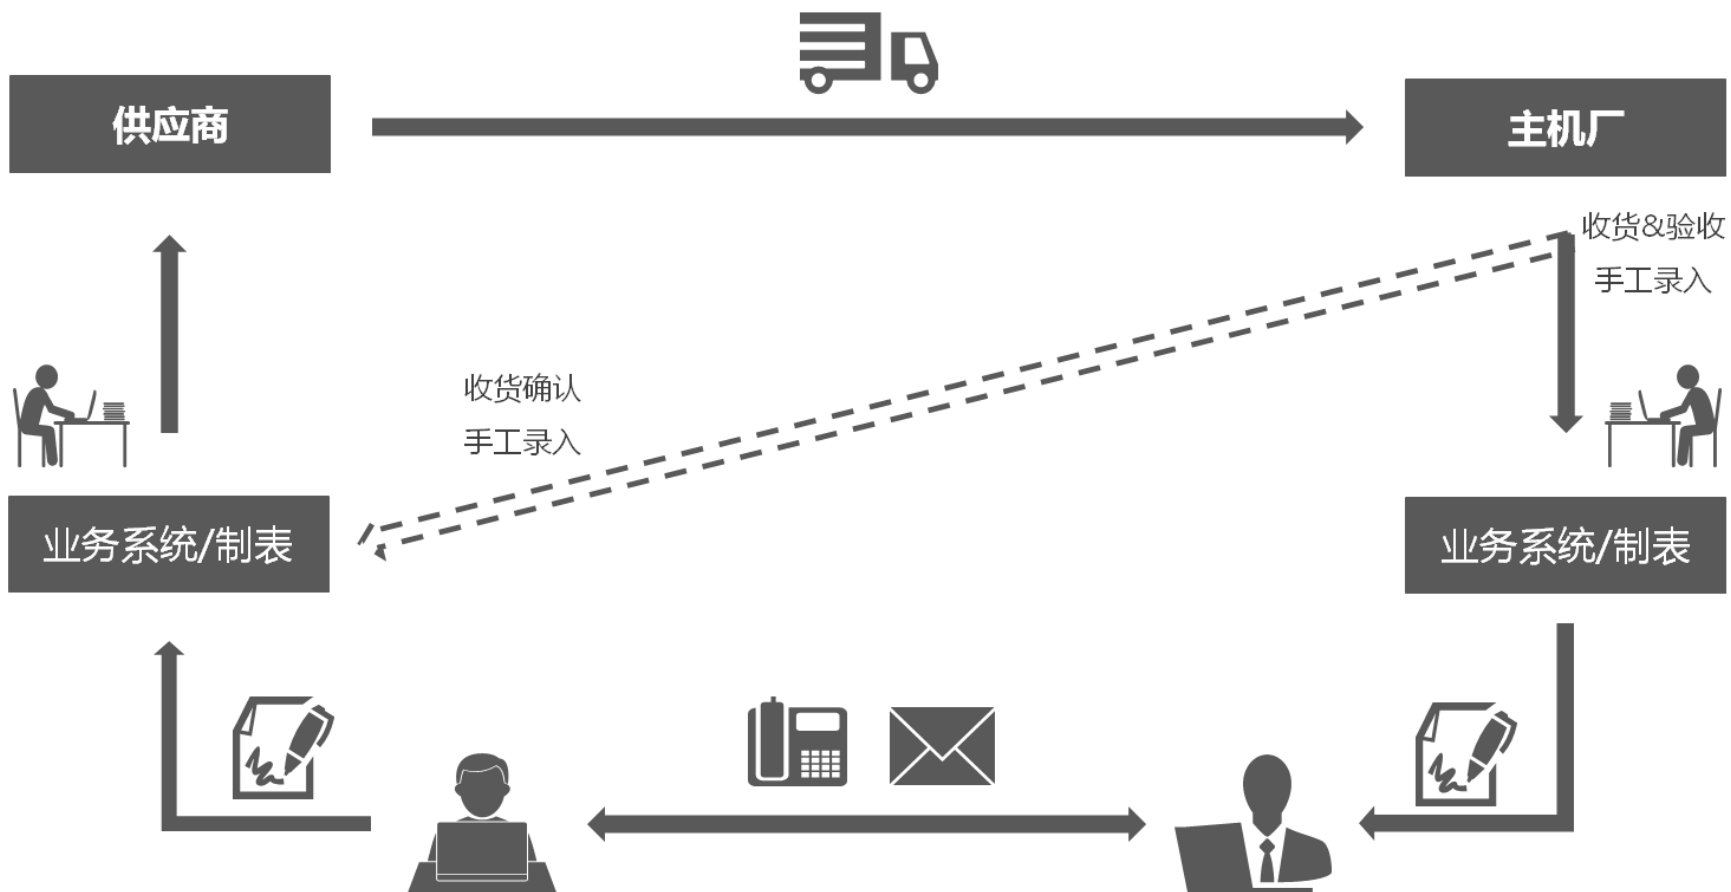 供应商
主机厂
收货&验收
手工录入
收货确认
手工录入
业务系统/制表
业务系统/制表